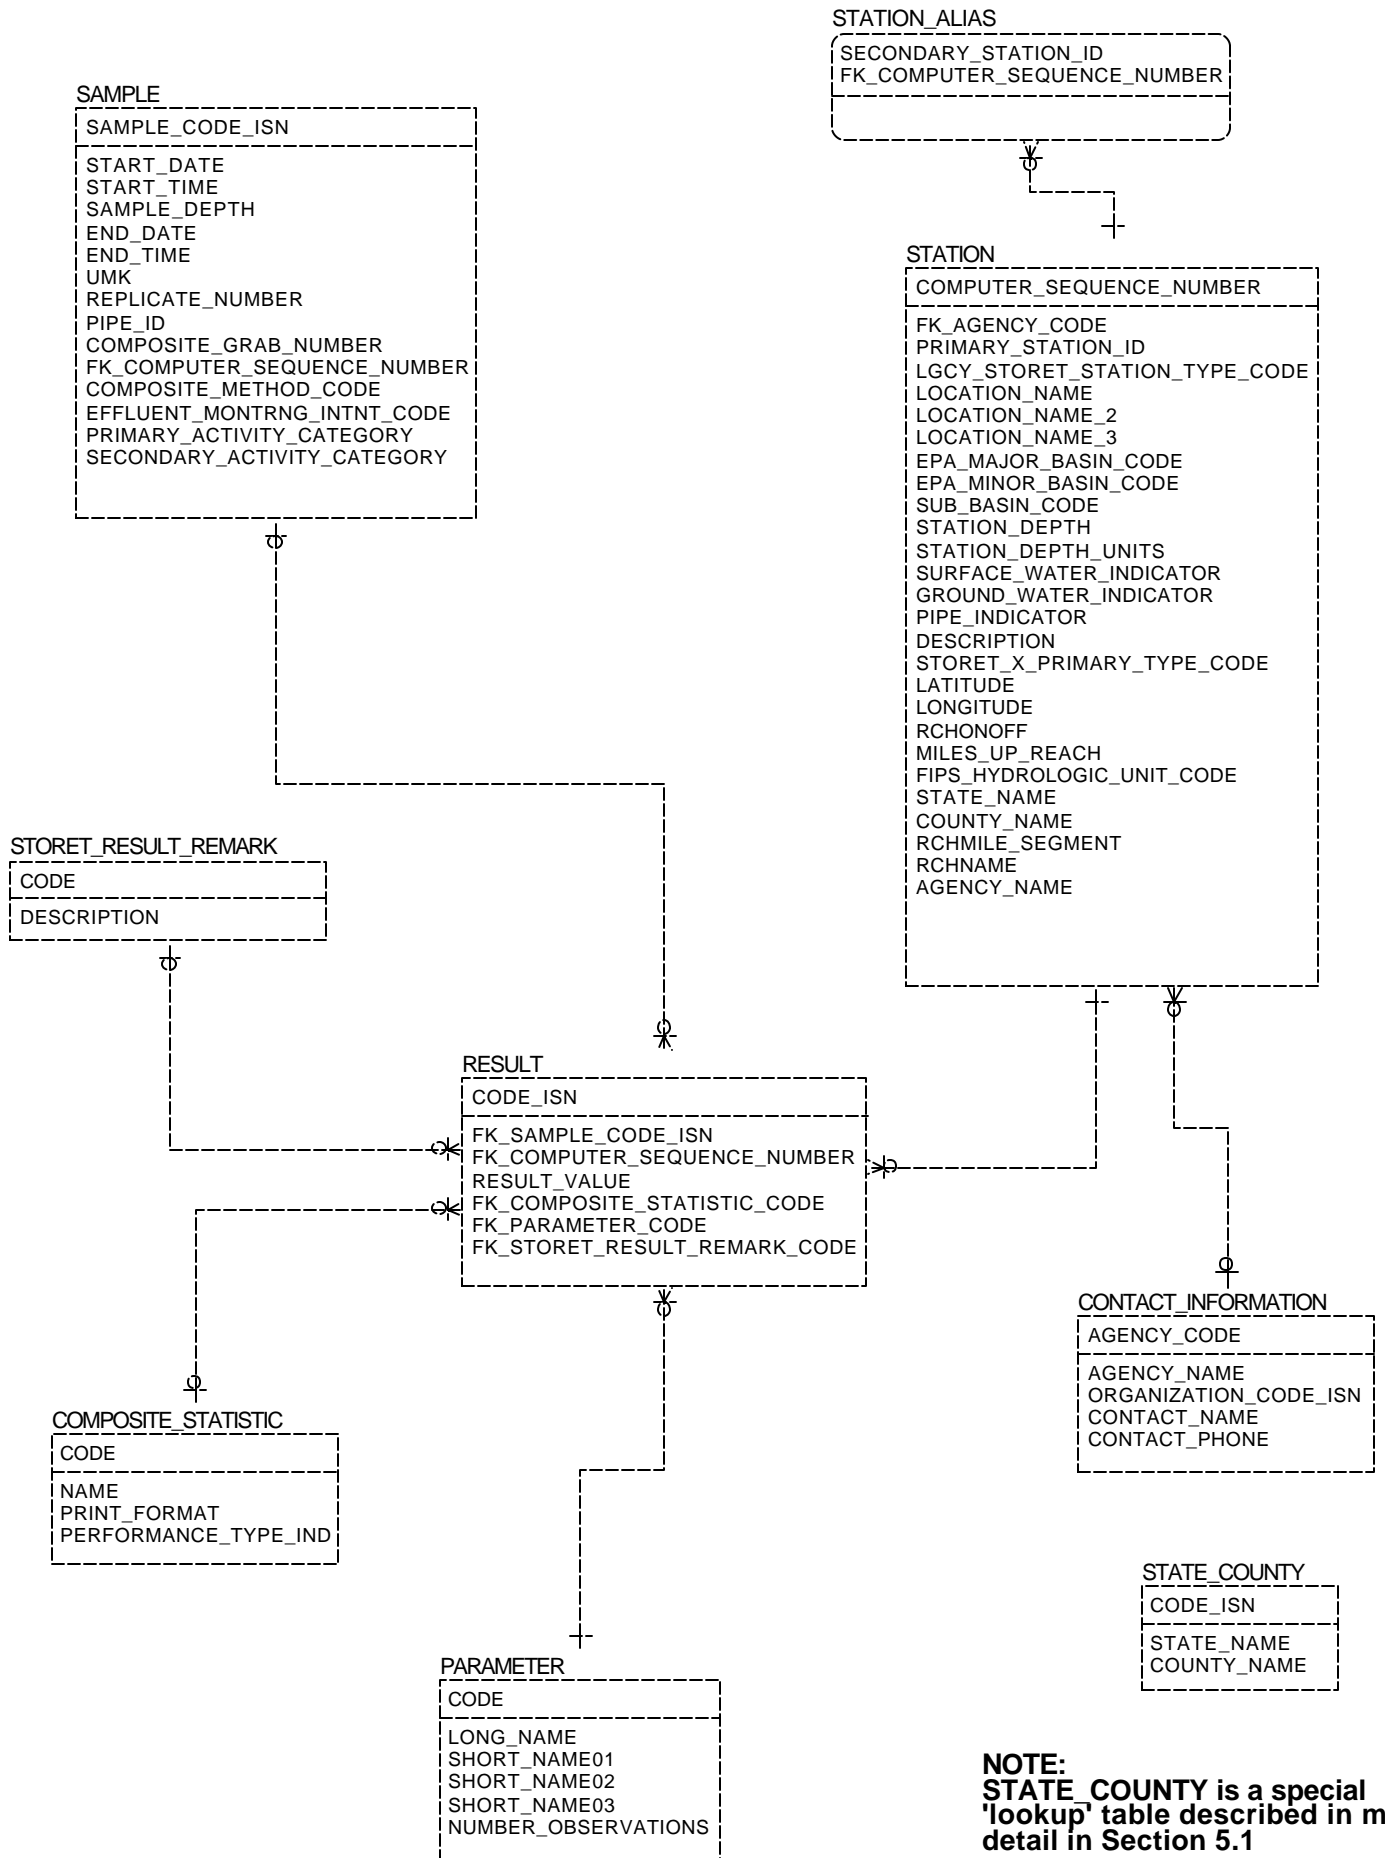 STATION_ALIAS
SECONDARY_STATION_ID
FK_COMPUTER_SEQUENCE_NUMBER
SAMPLE
SAMPLE_CODE_ISN
START_DATE
START_TIME
SAMPLE_DEPTH
END_DATE
END_TIME
UMK
REPLICATE_NUMBER
PIPE_ID
COMPOSITE_GRAB_NUMBER
FK_COMPUTER_SEQUENCE_NUMBER
COMPOSITE_METHOD_CODE
EFFLUENT_MONTRNG_INTNT_CODE
PRIMARY_ACTIVITY_CATEGORY
SECONDARY_ACTIVITY_CATEGORY
STATION
COMPUTER_SEQUENCE_NUMBER
FK_AGENCY_CODE
PRIMARY_STATION_ID
LGCY_STORET_STATION_TYPE_CODE
LOCATION_NAME
LOCATION_NAME_2
LOCATION_NAME_3
EPA_MAJOR_BASIN_CODE
EPA_MINOR_BASIN_CODE
SUB_BASIN_CODE
STATION_DEPTH
STATION_DEPTH_UNITS
SURFACE_WATER_INDICATOR
GROUND_WATER_INDICATOR
PIPE_INDICATOR
DESCRIPTION
STORET_X_PRIMARY_TYPE_CODE
LATITUDE
LONGITUDE
RCHONOFF
MILES_UP_REACH
FIPS_HYDROLOGIC_UNIT_CODE
STATE_NAME
COUNTY_NAME
RCHMILE_SEGMENT
RCHNAME
AGENCY_NAME
STORET_RESULT_REMARK
CODE
DESCRIPTION
RESULT
CODE_ISN
FK_SAMPLE_CODE_ISN
FK_COMPUTER_SEQUENCE_NUMBER
RESULT_VALUE
FK_COMPOSITE_STATISTIC_CODE
FK_PARAMETER_CODE
FK_STORET_RESULT_REMARK_CODE
CONTACT_INFORMATION
AGENCY_CODE
AGENCY_NAME
ORGANIZATION_CODE_ISN
CONTACT_NAME
CONTACT_PHONE
COMPOSITE_STATISTIC
CODE
NAME
PRINT_FORMAT
PERFORMANCE_TYPE_IND
STATE_COUNTY
CODE_ISN
STATE_NAME
COUNTY_NAME
PARAMETER
CODE
LONG_NAME
SHORT_NAME01
SHORT_NAME02
SHORT_NAME03
NUMBER_OBSERVATIONS
NOTE:
STATE_COUNTY is a special
'lookup' table described in
detail in Section 5.1